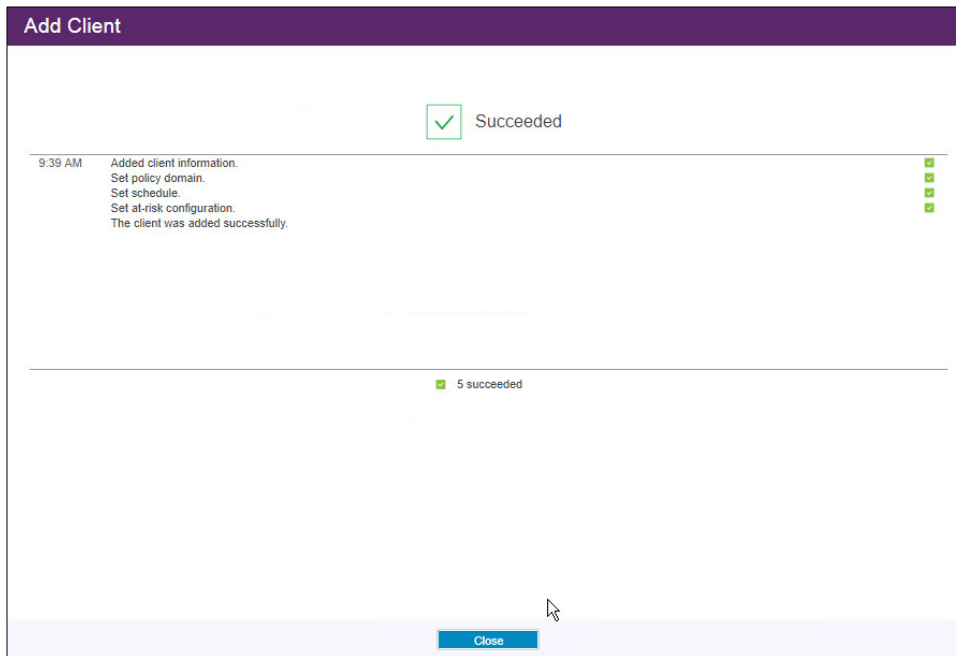 Add Client
Succeeded
9:39 AM Added client information.
Set policy domain.
Set schedule.
Set at-risk configuration.
The client was added successfully.
5 succeeded
Close